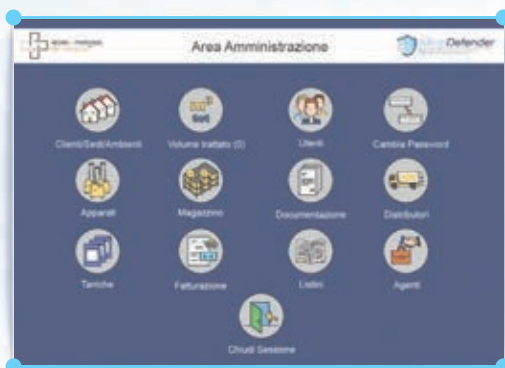 Area Amministrazione
Defender
Clienti/Sedi/Ambienti
Volume trattato (0)
Utenti
Cambia Password
Apparati
Magazzino
Documentazione
Distributori
Taniche
Fatturazione
Listini
Agenti
Chiudi Sessione